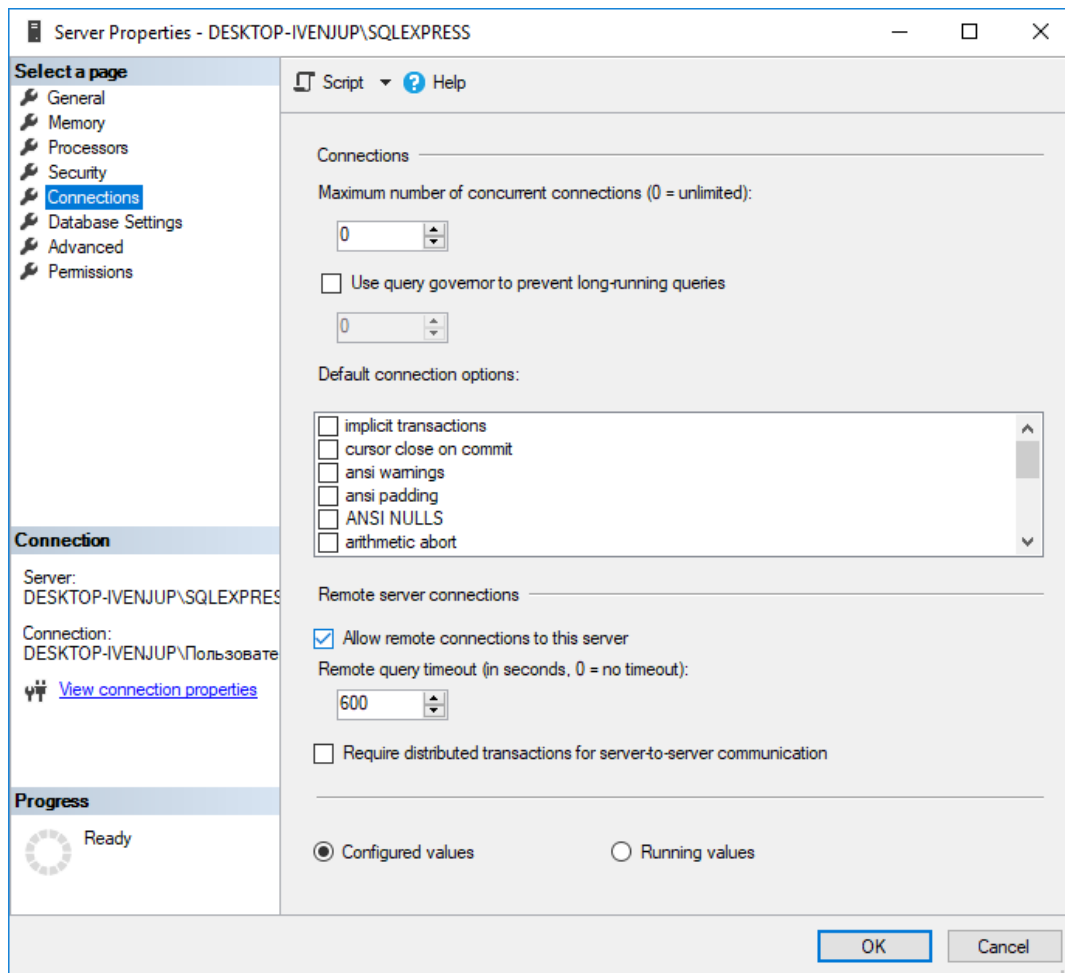 Server Properties - DESKTOP-IVENJUP\SQLEXPRESS
Select a page
General
Memory
Processors
Security
Connections
Database Settings
Advanced
Permissions
Connection
Server:
DESKTOP-IVENJUP\SQLEXPRES
Connection:
DESKTOP-IVENJUP\Пользовате
View connection properties
Progress
Ready
Script
? Help
Connections
Maximum number of concurrent connections (0 = unlimited):
0
Use query governor to prevent long-running queries
0
Default connection options:
implicit transactions
cursor close on commit
ansi warnings
ansi padding
ANSI NULLS
arithmetic abort
Remote server connections
Allow remote connections to this server
Remote query timeout (in seconds, 0 = no timeout):
600
Require distributed transactions for server-to-server communication
Configured values
Running values
OK
Cancel